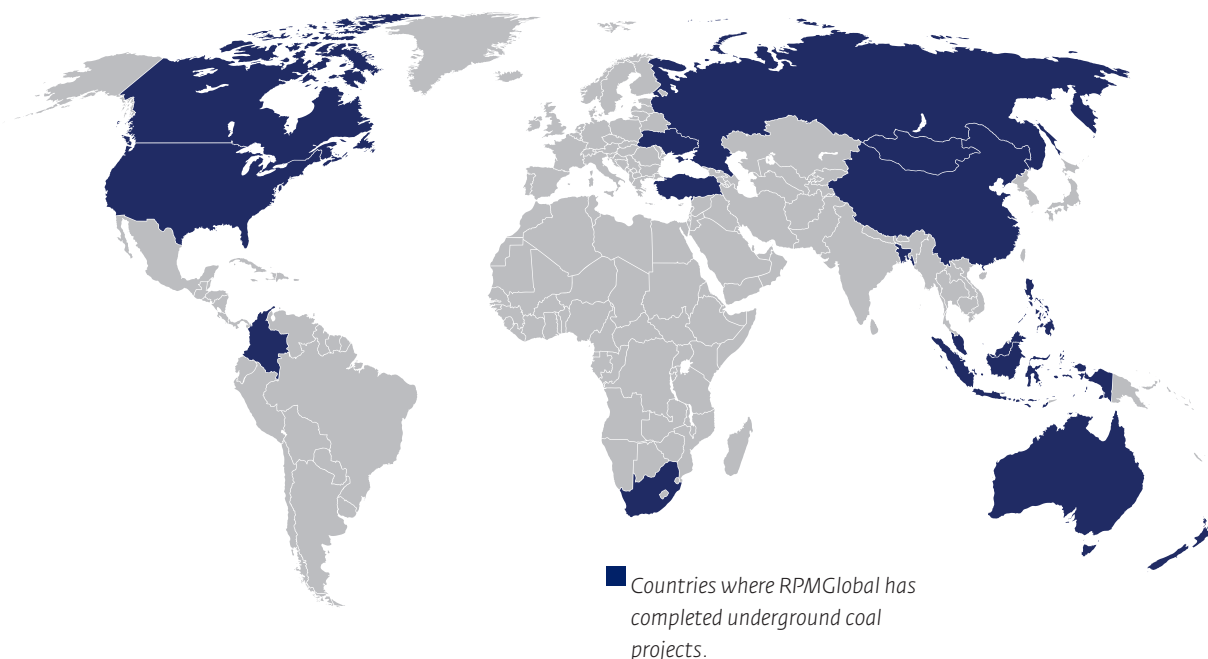 Countries where RPMGlobal has
completed underground coal
projects.